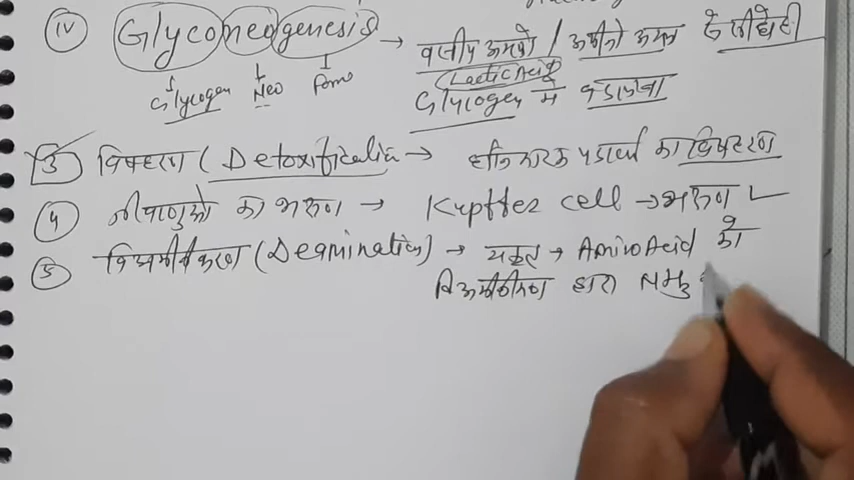 (iv) Glyconeogenesis → वसीय अम्लों / अमीनो अम्ल
(Lactic Acid)
Glycogen Neo Form Glycogen में बदलना
3 विषहरण (Detoxification → हानिकारक पदार्थ का विषहरण
4 जीवाणुओं का भक्षण → Kupffer cell → भक्षण
5 विअमीनीकरण (Deamination) → यकृत → Amino Acid के
विअमीनीकरण द्वारा NH3